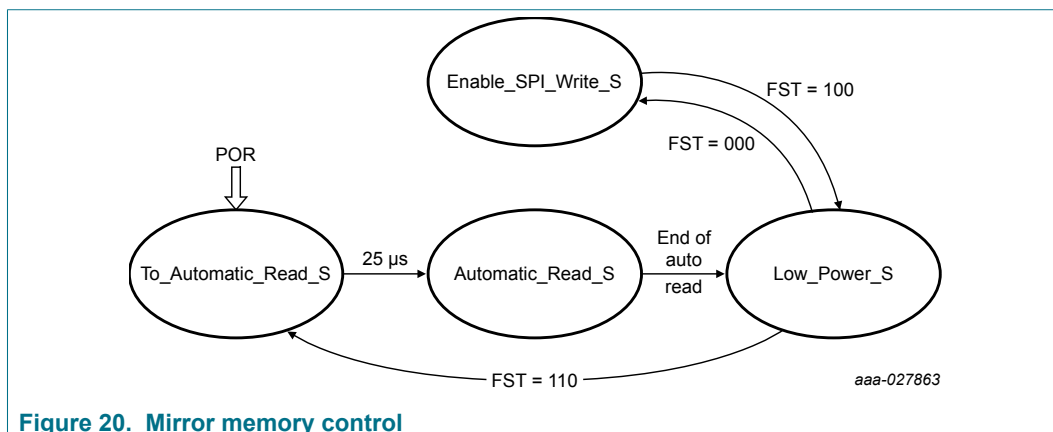 Enable_SPI_Write_S
FST = 100
FST = 000
POR
To_Automatic_Read_S
25 µs
Automatic_Read_S
End of
auto
read
Low_Power_S
FST = 110
aaa-027863
Figure 20. Mirror memory control